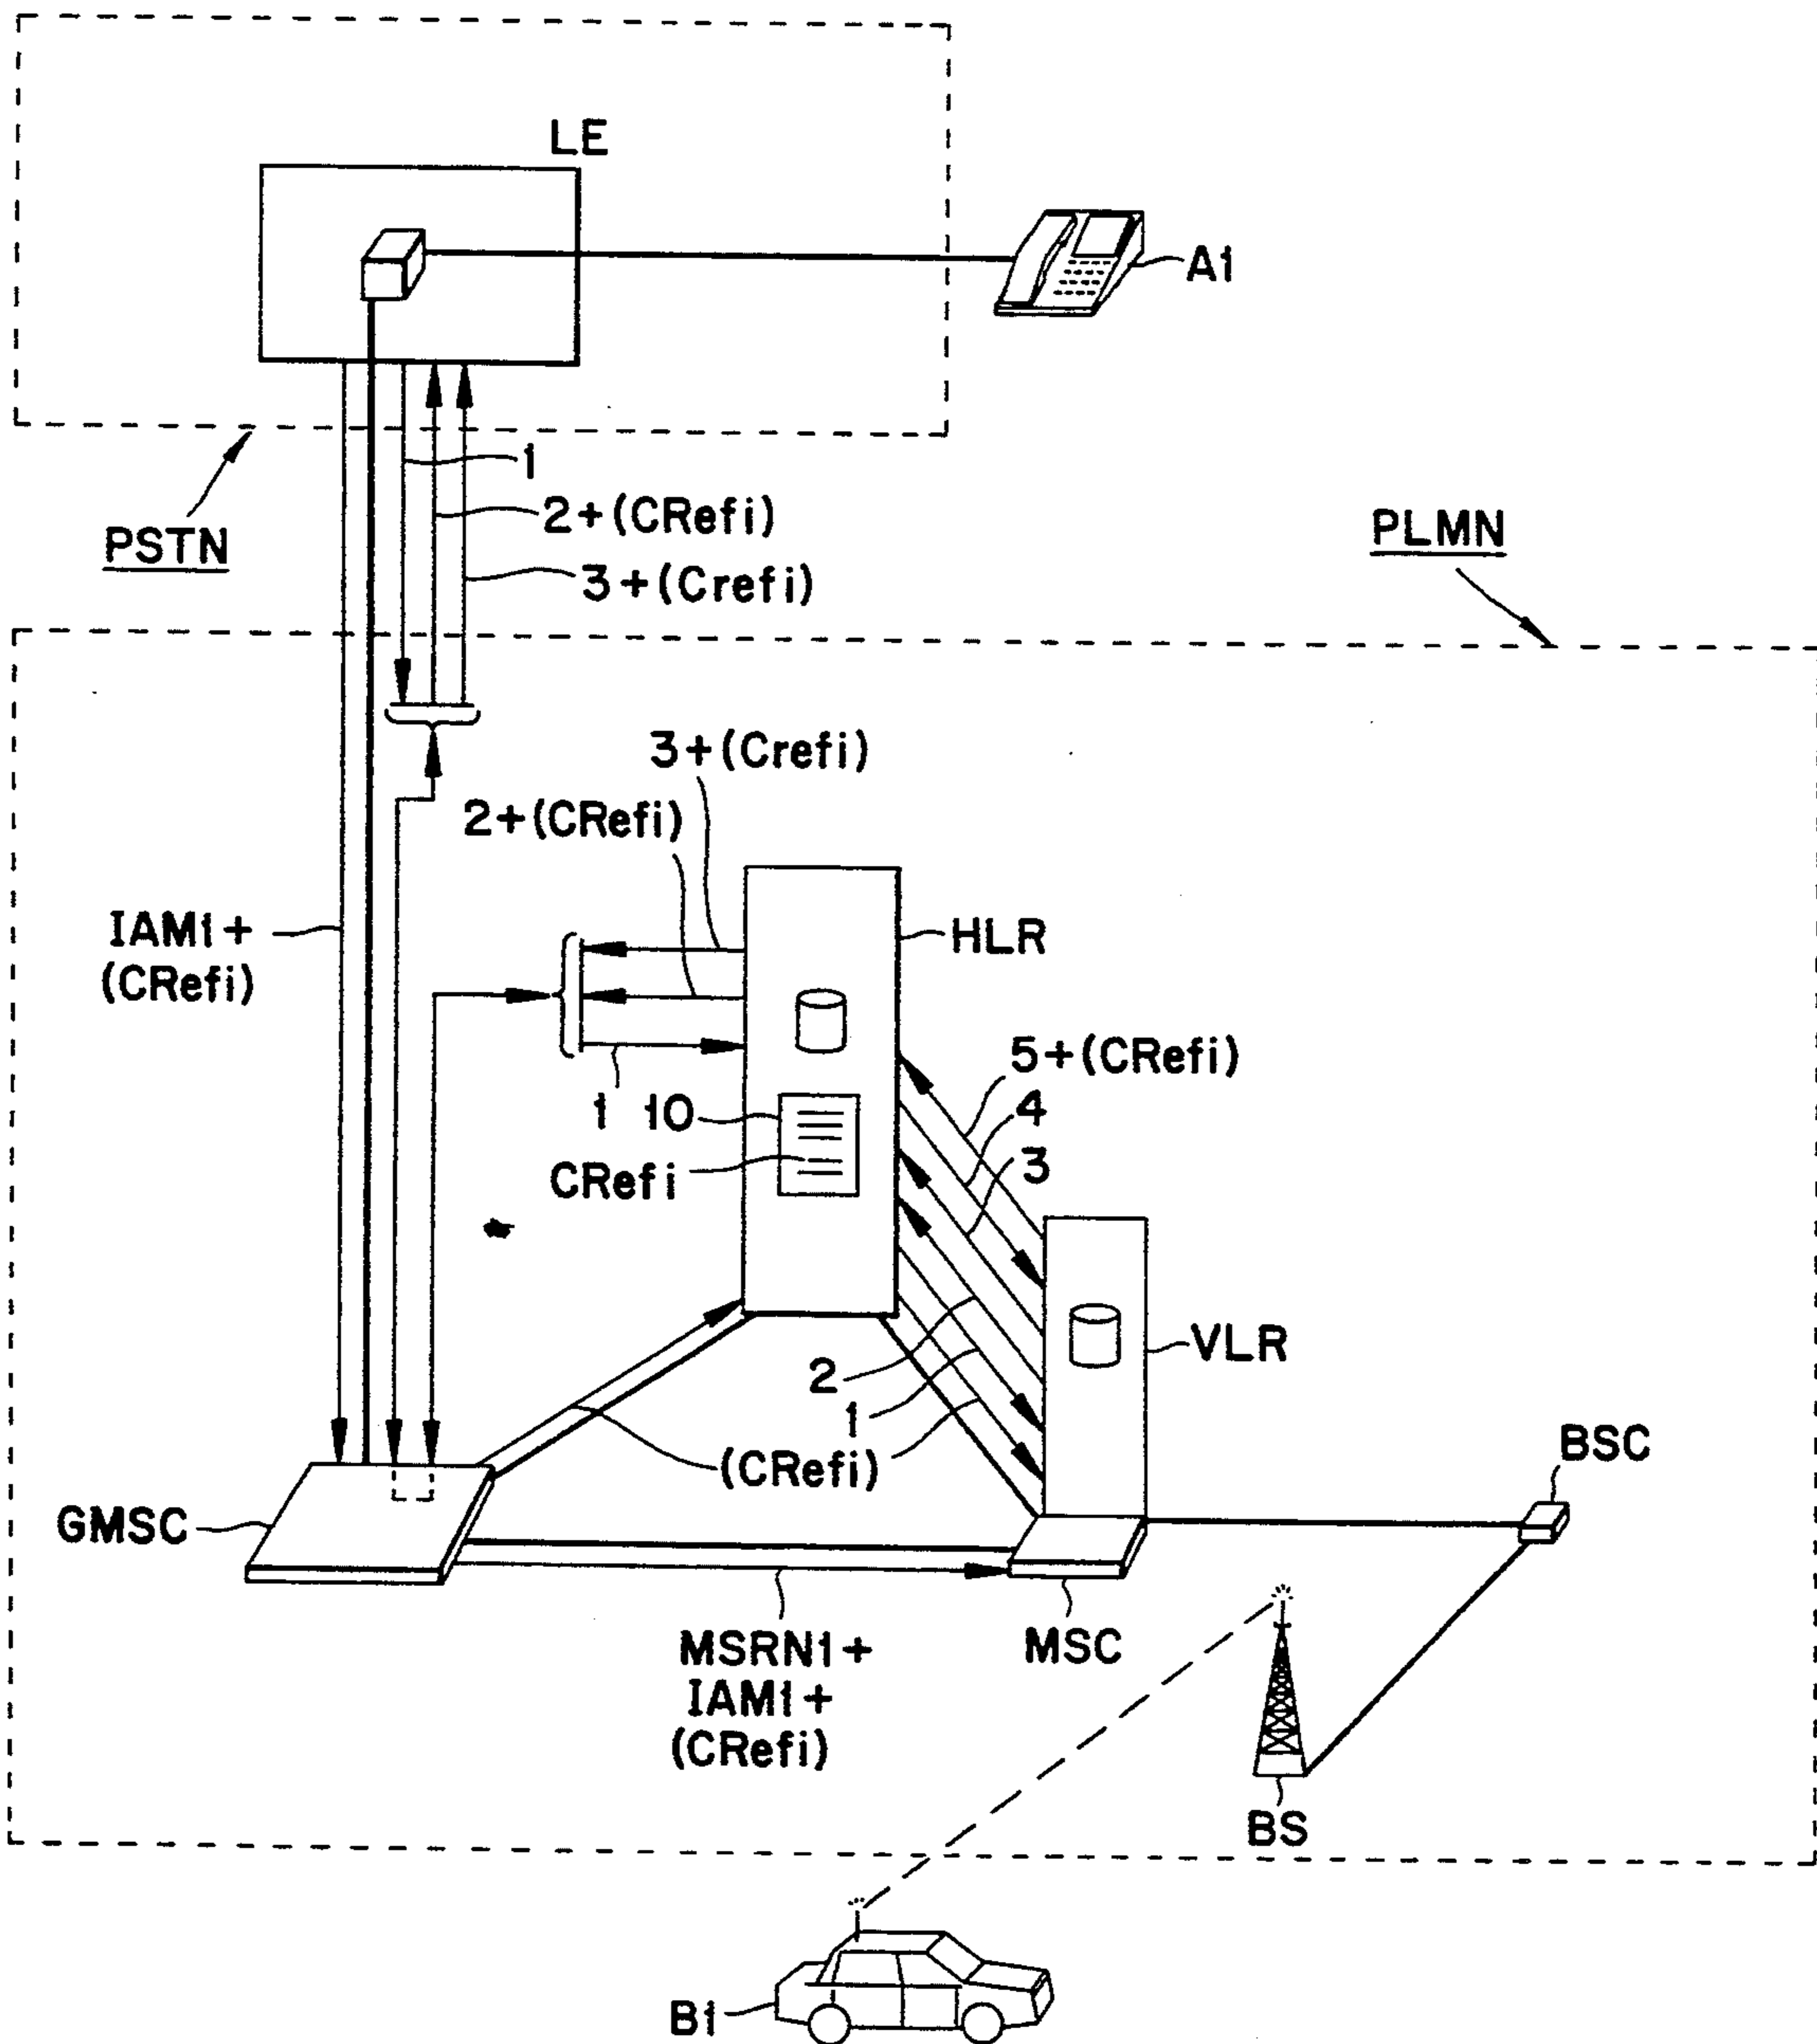 LE
A1
1
2+(CRefi)
PSTN
PLMN
3+(Crefi)
3+(Crefi)
2+(CRefi)
IAM1+
(CRefi)
HLR
5+(CRefi)
1
10
4
3
CRefi
2
VLR
1
(CRefi)
BSC
GMSC
MSRN1+
IAM1+
(CRefi)
MSC
BS
B1